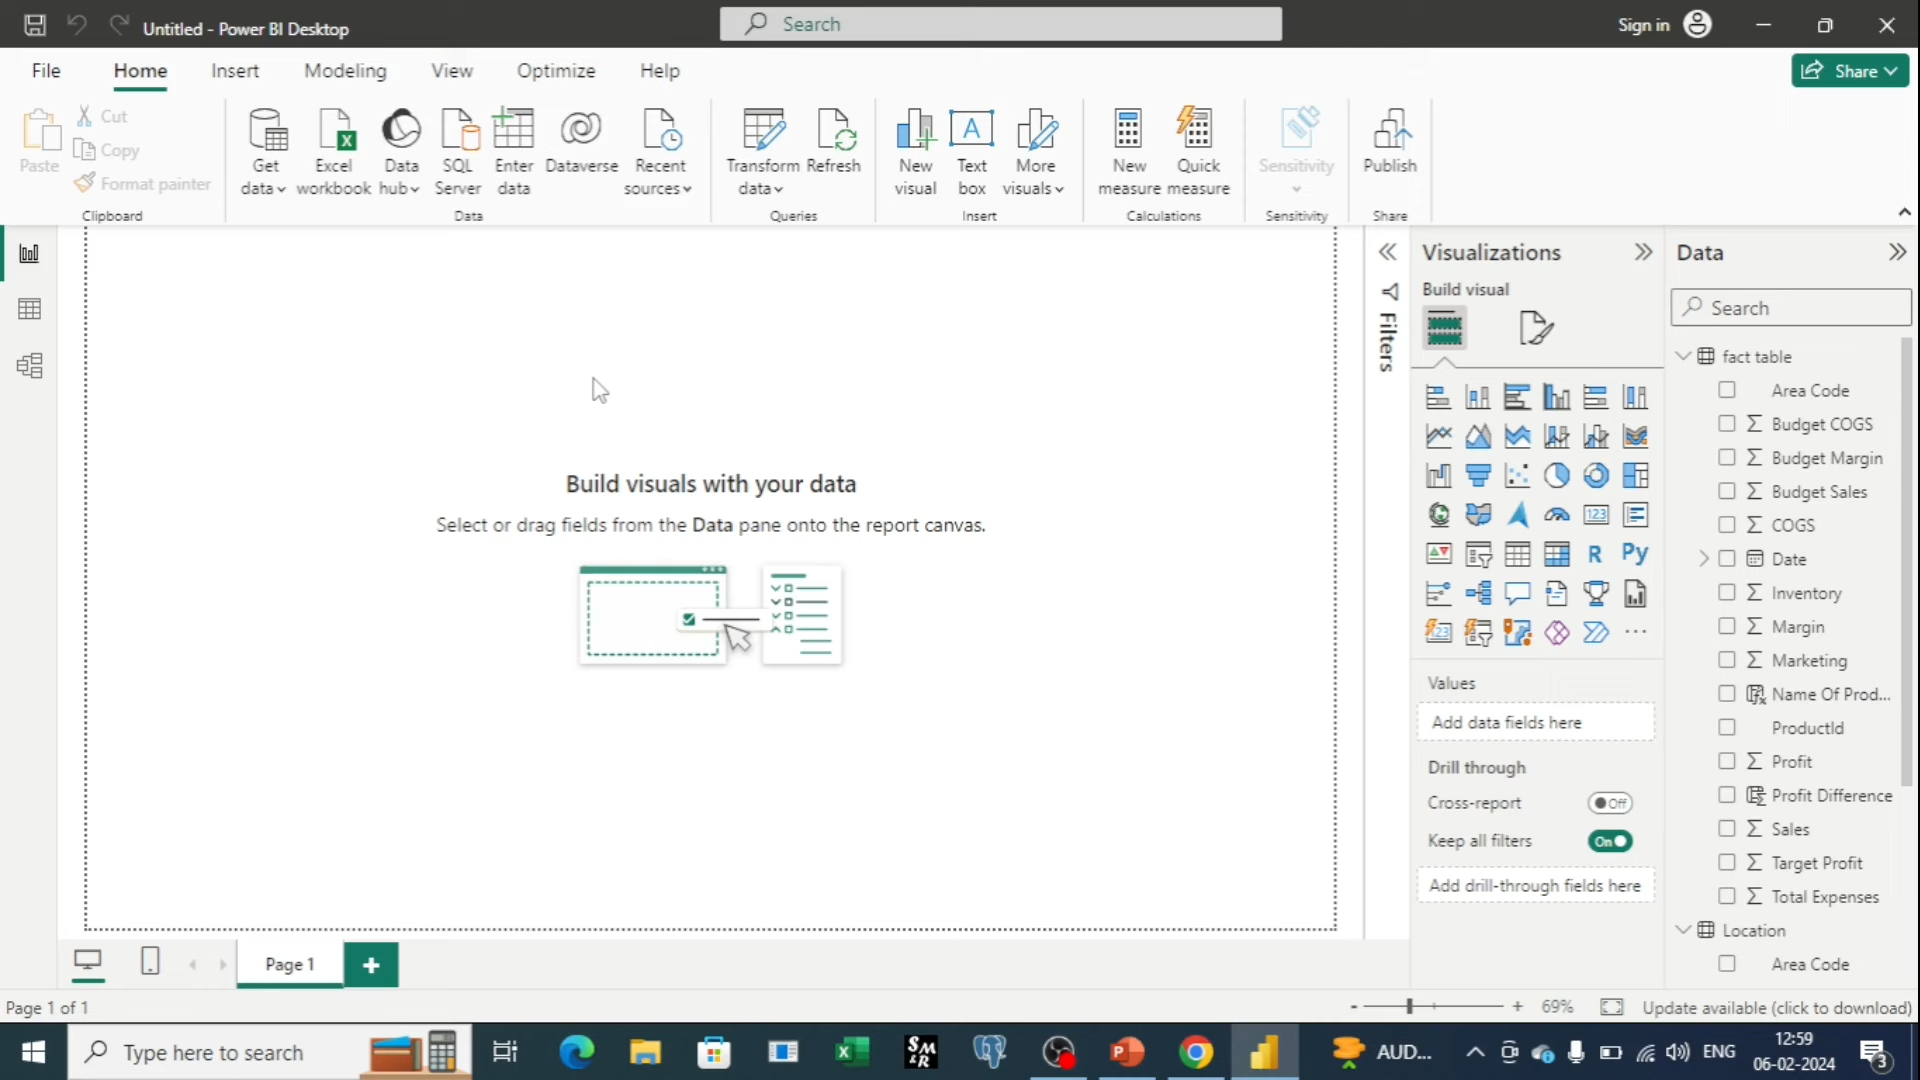 Untitled - Power BI Desktop
Search
Sign in
File
Home
Insert
Modeling
View
Optimize
Help
Share
Paste
Cut
Copy
Format painter
Clipboard
Get data
Excel workbook
Data hub
SQL Server
Enter data
Dataverse
Recent sources
Data
Transform data
Refresh
Queries
New visual
A
Text box
More visuals
Insert
New measure
Quick measure
Calculations
Sensitivity
Sensitivity
Publish
Share
Build visuals with your data
Select or drag fields from the Data pane onto the report canvas.
Filters
Visualizations
Build visual
123
R
Py
123
Values
Add data fields here
Drill through
Cross-report
Off
Keep all filters
On
Add drill-through fields here
Data
Search
fact table
Area Code
Σ Budget COGS
Σ Budget Margin
Σ Budget Sales
Σ COGS
Date
Σ Inventory
Σ Margin
Σ Marketing
Name Of Prod...
ProductId
Σ Profit
Profit Difference
Σ Sales
Σ Target Profit
Σ Total Expenses
Location
Area Code
Page 1
+
Page 1 of 1
- + 69%
Update available (click to download)
Type here to search
SM
&R
AUD...
ENG
12:59
06-02-2024
3